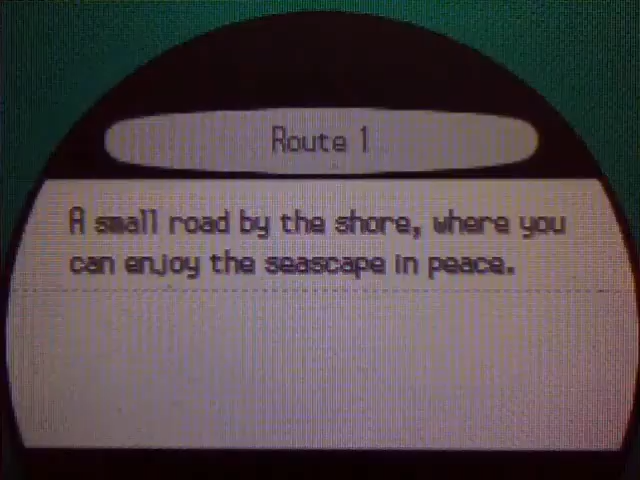 Route 1
A small road by the shore, where you
can enjoy the seascape in peace.